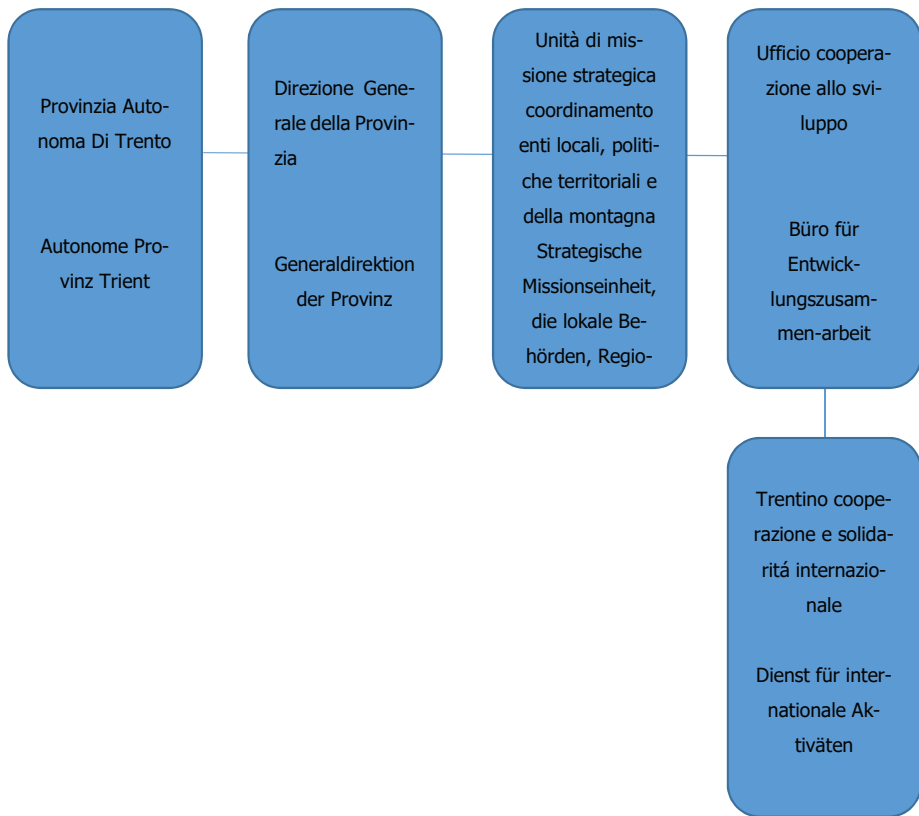 Provinzia Auto-
noma Di Trento
Autonome Pro-
vinz Trient
Direzione Gene-
rale della Provin-
zia
Generaldirektion
der Provinz
Unità di mis-
sione strategica
coordinamento
enti locali, politi-
che territoriali e
della montagna
Strategische
Missionseinheit,
die lokale Be-
hörden, Regio-
Ufficio coopera-
zione allo svi-
luppo
Büro für
Entwick-
lungszusam-
men-arbeit
Trentino coope-
razione e solida-
ritá internazio-
nale
Dienst für inter-
nationale Ak-
tiväten